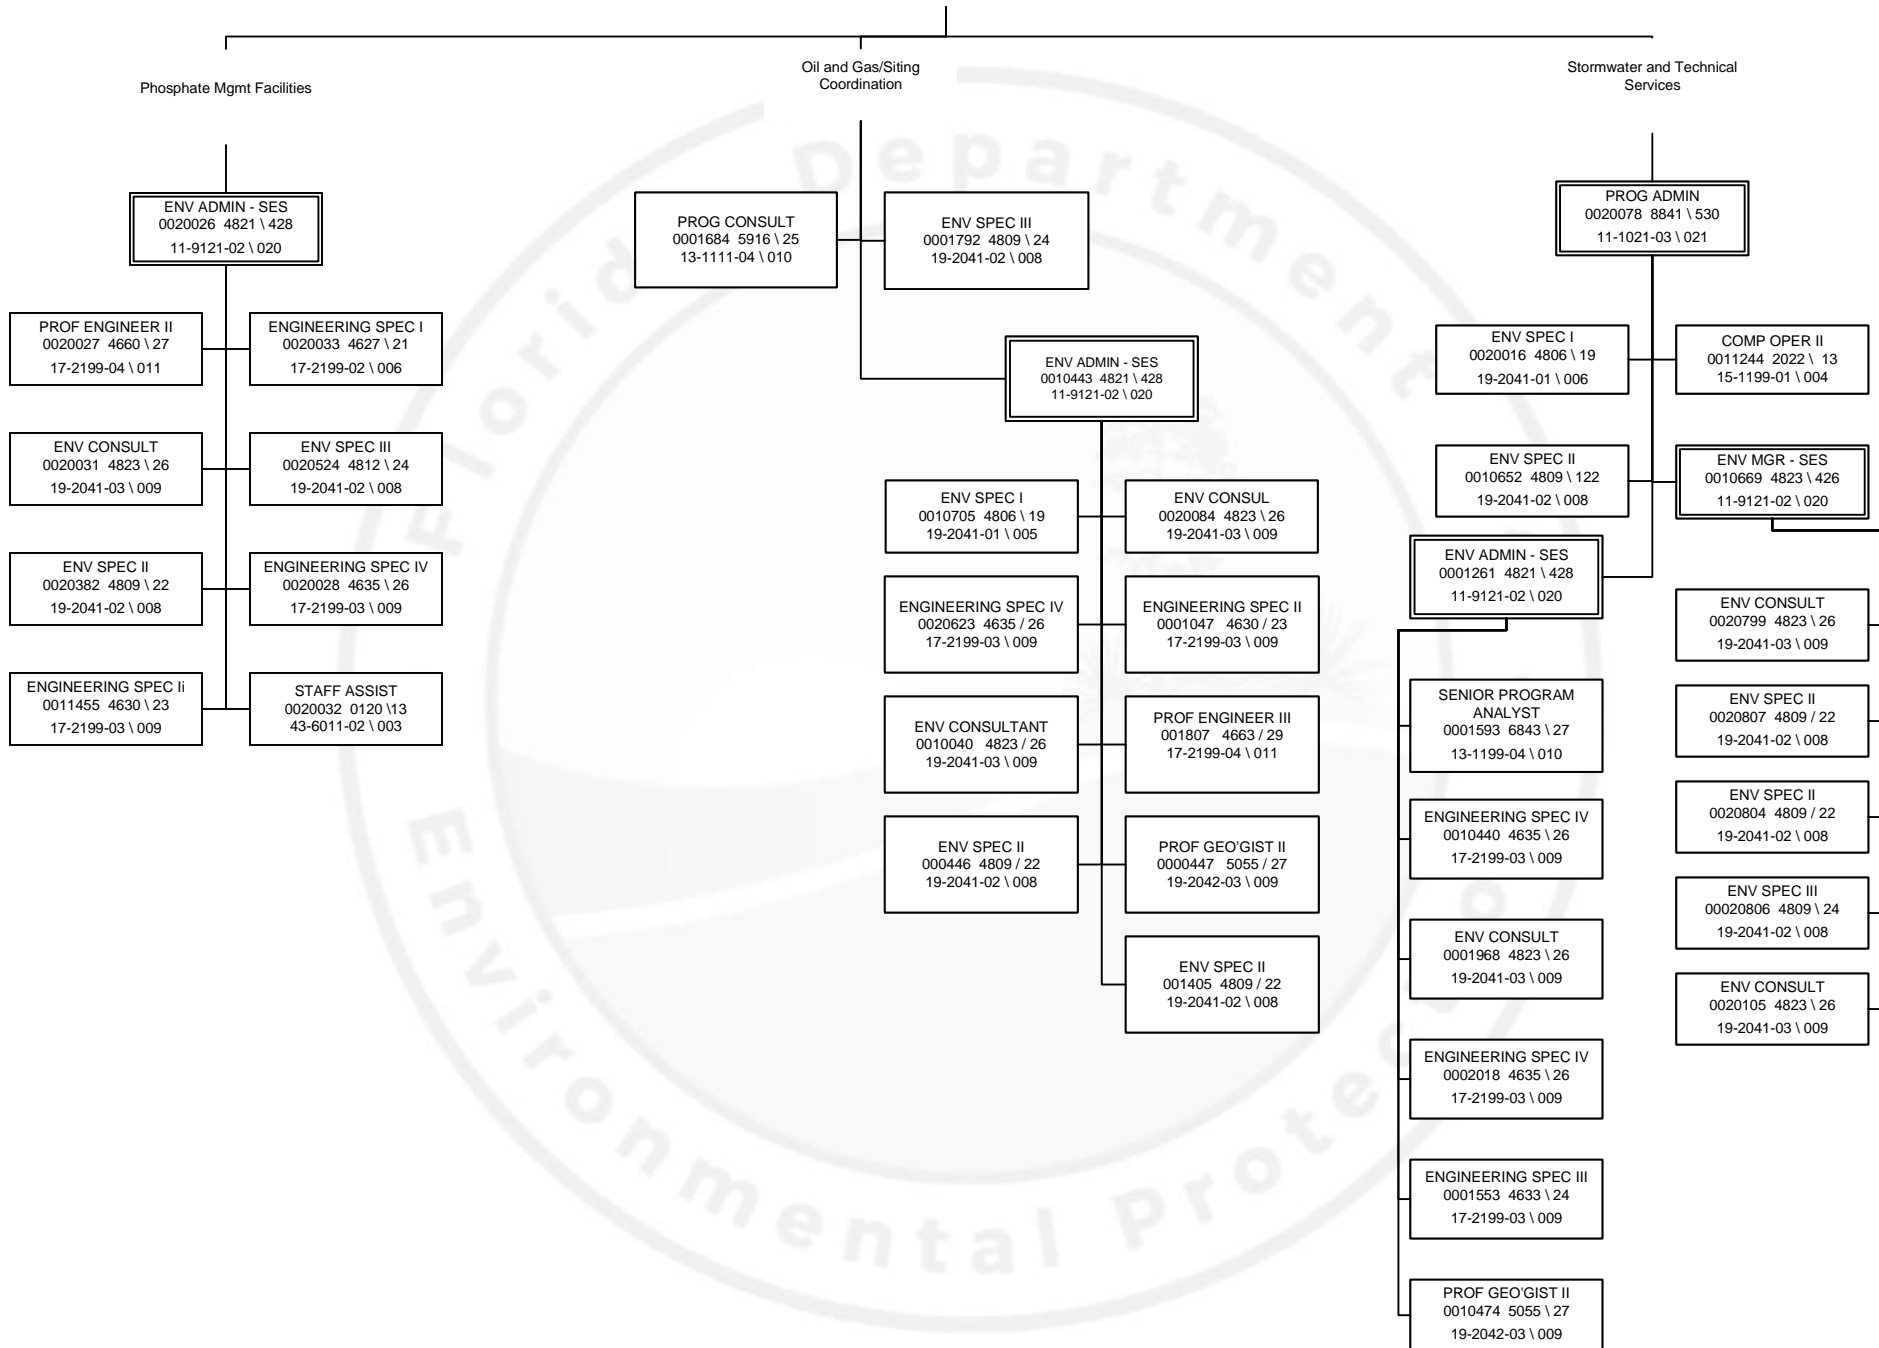 Phosphate Mgmt Facilities
Oil and Gas/Siting
Coordination
Stormwater and Technical
Services
ENV ADMIN - SES
0020026 4821 \ 428
11-9121-02 \ 020
PROF ENGINEER II
0020027 4660 \ 27
17-2199-04 \ 011
ENGINEERING SPEC I
0020033 4627 \ 21
17-2199-02 \ 006
ENV CONSULT
0020031 4823 \ 26
19-2041-03 \ 009
ENV SPEC III
0020524 4812 \ 24
19-2041-02 \ 008
ENV SPEC II
0020382 4809 \ 22
19-2041-02 \ 008
ENGINEERING SPEC IV
0020028 4635 \ 26
17-2199-03 \ 009
ENGINEERING SPEC Ii
0011455 4630 \ 23
17-2199-03 \ 009
STAFF ASSIST
0020032 0120 \13
43-6011-02 \ 003
PROG CONSULT
0001684 5916 \ 25
13-1111-04 \ 010
ENV SPEC III
0001792 4809 \ 24
19-2041-02 \ 008
ENV ADMIN - SES
0010443 4821 \ 428
11-9121-02 \ 020
ENV SPEC I
0010705 4806 \ 19
19-2041-01 \ 005
ENV CONSUL
0020084 4823 \ 26
19-2041-03 \ 009
ENGINEERING SPEC IV
0020623 4635 / 26
17-2199-03 \ 009
ENGINEERING SPEC II
0001047 4630 / 23
17-2199-03 \ 009
ENV CONSULTANT
0010040 4823 / 26
19-2041-03 \ 009
PROF ENGINEER III
001807 4663 / 29
17-2199-04 \ 011
ENV SPEC II
000446 4809 / 22
19-2041-02 \ 008
PROF GEO'GIST II
0000447 5055 / 27
19-2042-03 \ 009
ENV SPEC II
001405 4809 / 22
19-2041-02 \ 008
PROG ADMIN
0020078 8841 \ 530
11-1021-03 \ 021
ENV SPEC I
0020016 4806 \ 19
19-2041-01 \ 006
COMP OPER II
0011244 2022 \ 13
15-1199-01 \ 004
ENV SPEC II
0010652 4809 \ 122
19-2041-02 \ 008
ENV MGR - SES
0010669 4823 \ 426
11-9121-02 \ 020
ENV ADMIN - SES
0001261 4821 \ 428
11-9121-02 \ 020
SENIOR PROGRAM
ANALYST
0001593 6843 \ 27
13-1199-04 \ 010
ENGINEERING SPEC IV
0010440 4635 \ 26
17-2199-03 \ 009
ENV CONSULT
0001968 4823 \ 26
19-2041-03 \ 009
ENGINEERING SPEC IV
0002018 4635 \ 26
17-2199-03 \ 009
ENGINEERING SPEC III
0001553 4633 \ 24
17-2199-03 \ 009
PROF GEO'GIST II
0010474 5055 \ 27
19-2042-03 \ 009
ENV CONSULT
0020799 4823 \ 26
19-2041-03 \ 009
ENV SPEC II
0020807 4809 / 22
19-2041-02 \ 008
ENV SPEC II
0020804 4809 / 22
19-2041-02 \ 008
ENV SPEC III
00020806 4809 \ 24
19-2041-02 \ 008
ENV CONSULT
0020105 4823 \ 26
19-2041-03 \ 009
Florida Department
Environmental Protection